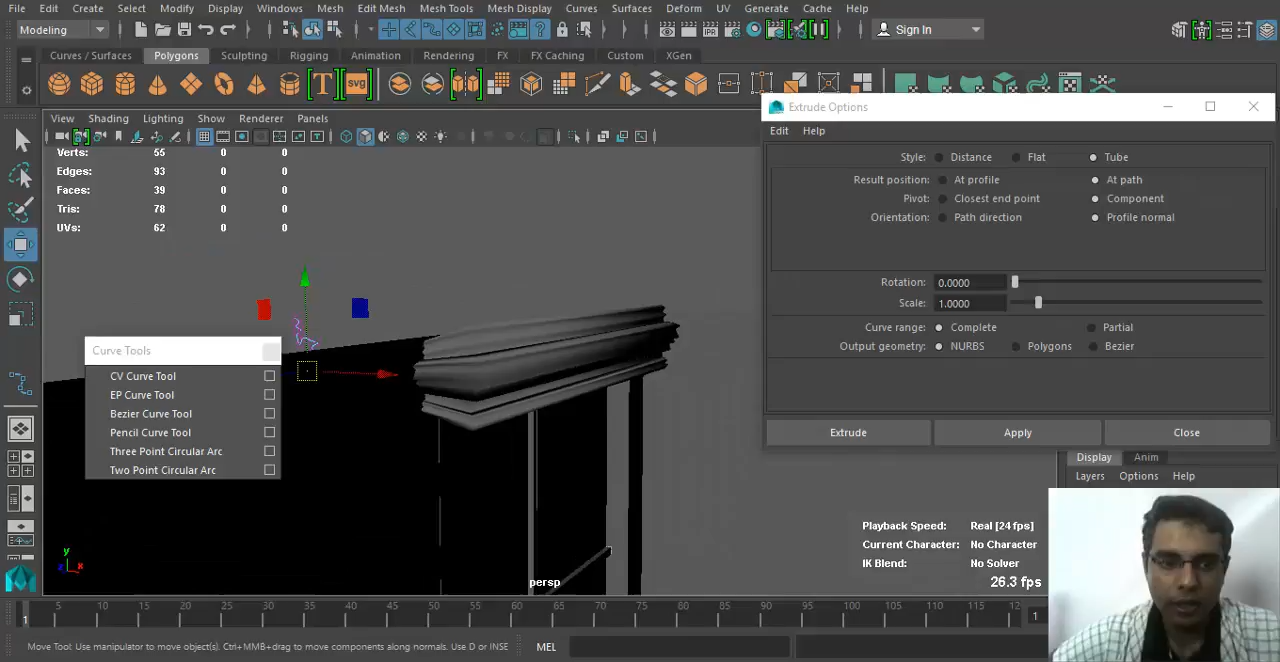 File Edit Create Select Modify Display Windows Mesh Edit Mesh Mesh Tools Mesh Display Curves Surfaces Deform UV Generate Cache Help
Modeling
IPR
Sign In
Curves / Surfaces Polygons Sculpting Rigging Animation Rendering FX FX Caching Custom XGen
T svg
Extrude Options
View Shading Lighting Show Renderer Panels
Edit Help
Verts: 55 0 0
Edges: 93 0 0
Faces: 39 0 0
Tris: 78 0 0
UVs: 62 0 0
Style: Distance Flat Tube
Result position: At profile At path
Pivot: Closest end point Component
Orientation: Path direction Profile normal
Rotation: 0.0000
Scale: 1.0000
Curve range: Complete Partial
Output geometry: NURBS Polygons Bezier
Extrude Apply Close
Curve Tools
CV Curve Tool
EP Curve Tool
Bezier Curve Tool
Pencil Curve Tool
Three Point Circular Arc
Two Point Circular Arc
Display Anim
Layers Options Help
Playback Speed: Real [24 fps]
Current Character: No Character
IK Blend: No Solver
26.3 fps
persp
y
z x
5 10 15 20 25 30 35 40 45 50 55 60 65 70 75 80 85 90 95 100 105 110 115 12
1 1
Move Tool: Use manipulator to move object(s). Ctrl+MMB+drag to move components along normals. Use D or INSE
MEL